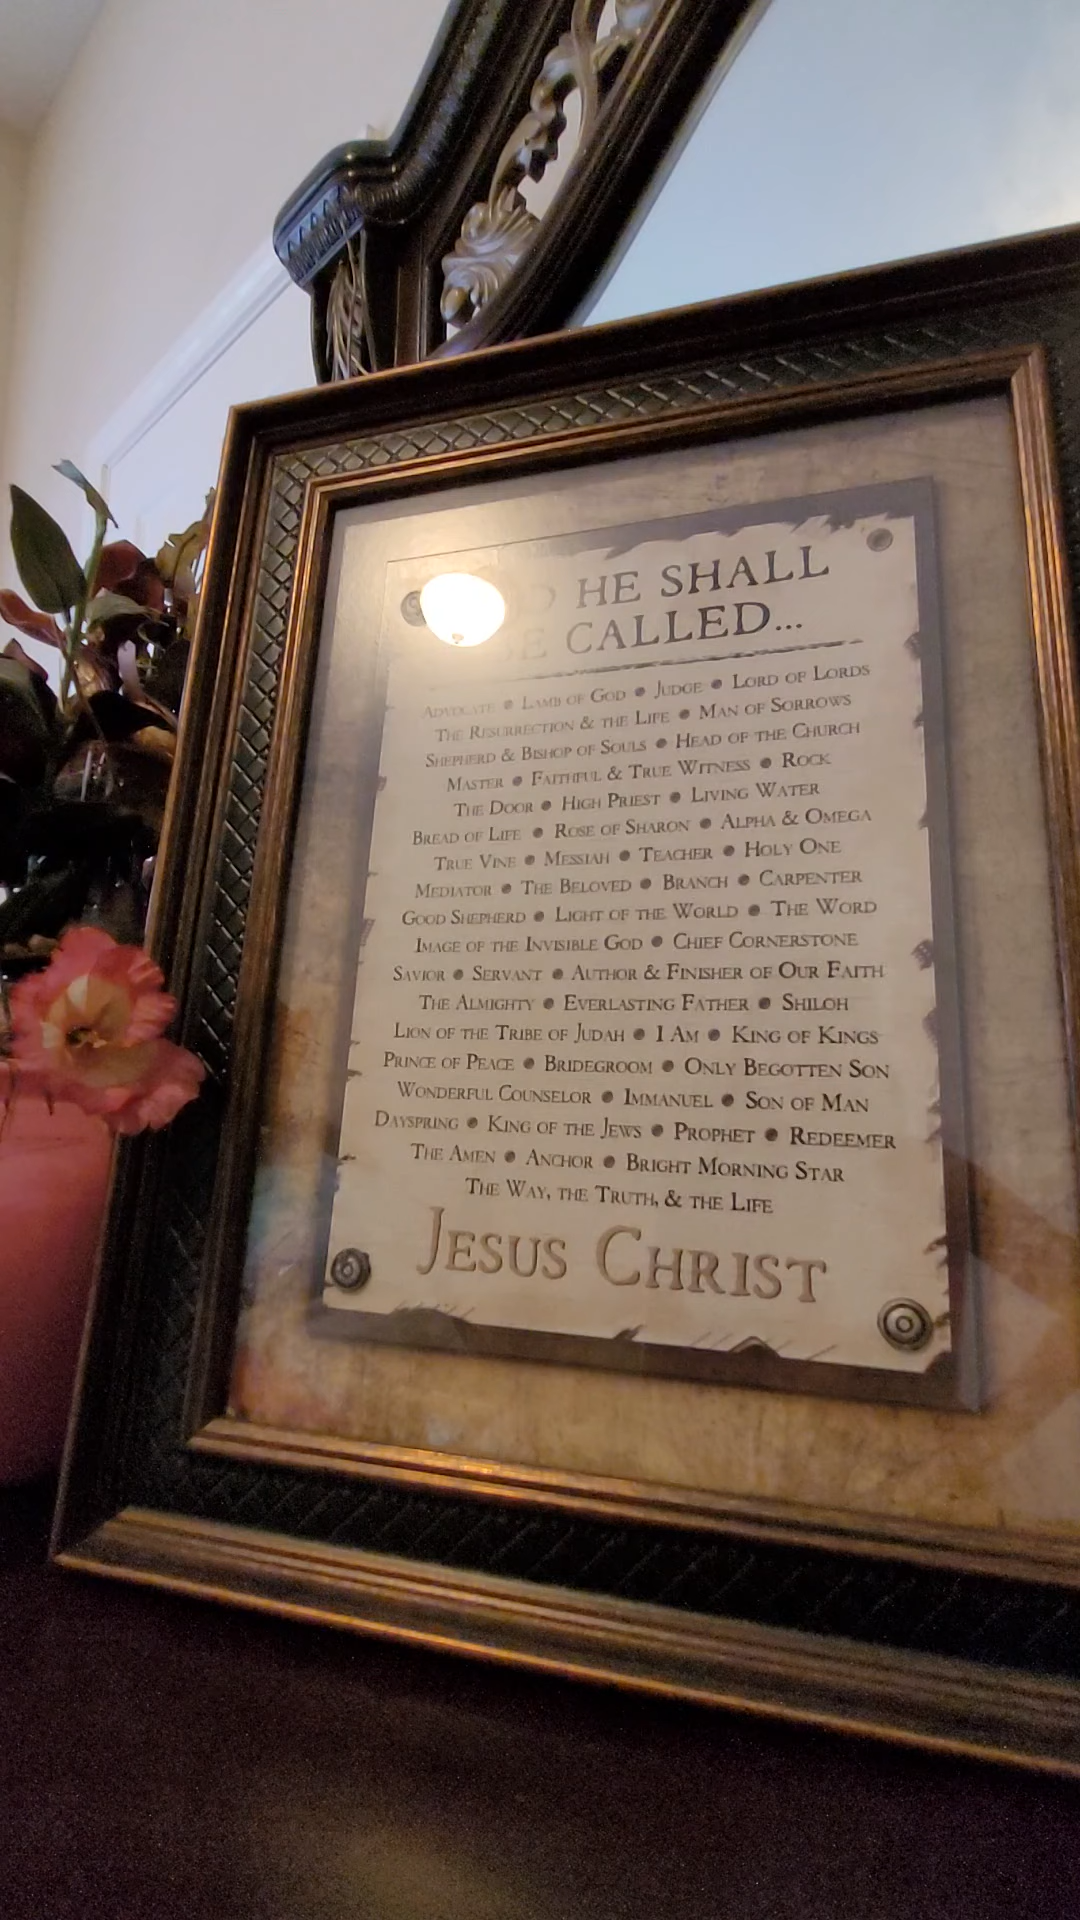 HE SHALL
BE CALLED...
ADVOCATE • LAMB OF GOD • JUDGE • LORD OF LORDS
THE RESURRECTION & THE LIFE • MAN OF SORROWS
SHEPHERD & BISHOP OF SOULS • HEAD OF THE CHURCH
MASTER • FAITHFUL & TRUE WITNESS • ROCK
THE DOOR • HIGH PRIEST • LIVING WATER
BREAD OF LIFE • ROSE OF SHARON • ALPHA & OMEGA
TRUE VINE • MESSIAH • TEACHER • HOLY ONE
MEDIATOR • THE BELOVED • BRANCH • CARPENTER
GOOD SHEPHERD • LIGHT OF THE WORLD • THE WORD
IMAGE OF THE INVISIBLE GOD • CHIEF CORNERSTONE
SAVIOR • SERVANT • AUTHOR & FINISHER OF OUR FAITH
THE ALMIGHTY • EVERLASTING FATHER • SHILOH
LION OF THE TRIBE OF JUDAH • I AM • KING OF KINGS
PRINCE OF PEACE • BRIDEGROOM • ONLY BEGOTTEN SON
WONDERFUL COUNSELOR • IMMANUEL • SON OF MAN
DAYSPRING • KING OF THE JEWS • PROPHET • REDEEMER
THE AMEN • ANCHOR • BRIGHT MORNING STAR
THE WAY, THE TRUTH, & THE LIFE
JESUS CHRIST